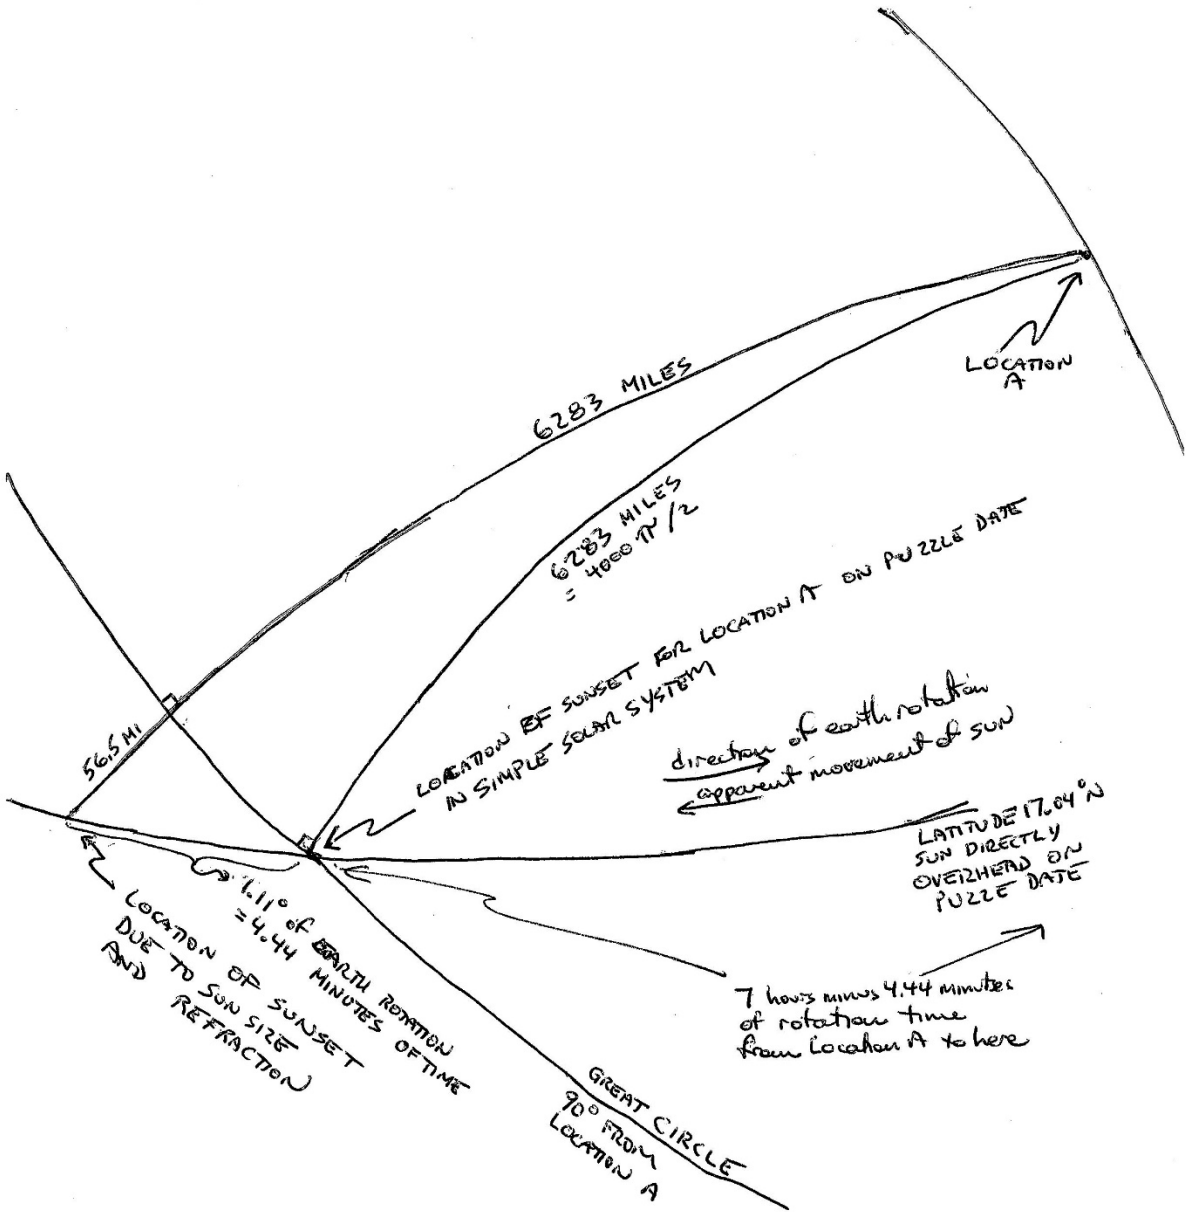 LOCATION
A
6283 MILES
6283 MILES
= 4000 π/2
LOCATION OF SUNSET FOR LOCATION A ON PUZZLE DATE
IN SIMPLE SOLAR SYSTEM
56.5 MI
direction of earth rotation
apparent movement of sun
LATITUDE 17.04° N
SUN DIRECTLY
OVERHEAD ON
PUZZE DATE
1.11° of EARTH ROTATION
= 4.44 MINUTES OF TIME
LOCATION OF SUNSET
DUE TO SUN SIZE
AND REFRACTION
7 hours minus 4.44 minutes
of rotation time
from Location A to here
GREAT CIRCLE
90° FROM
LOCATION A